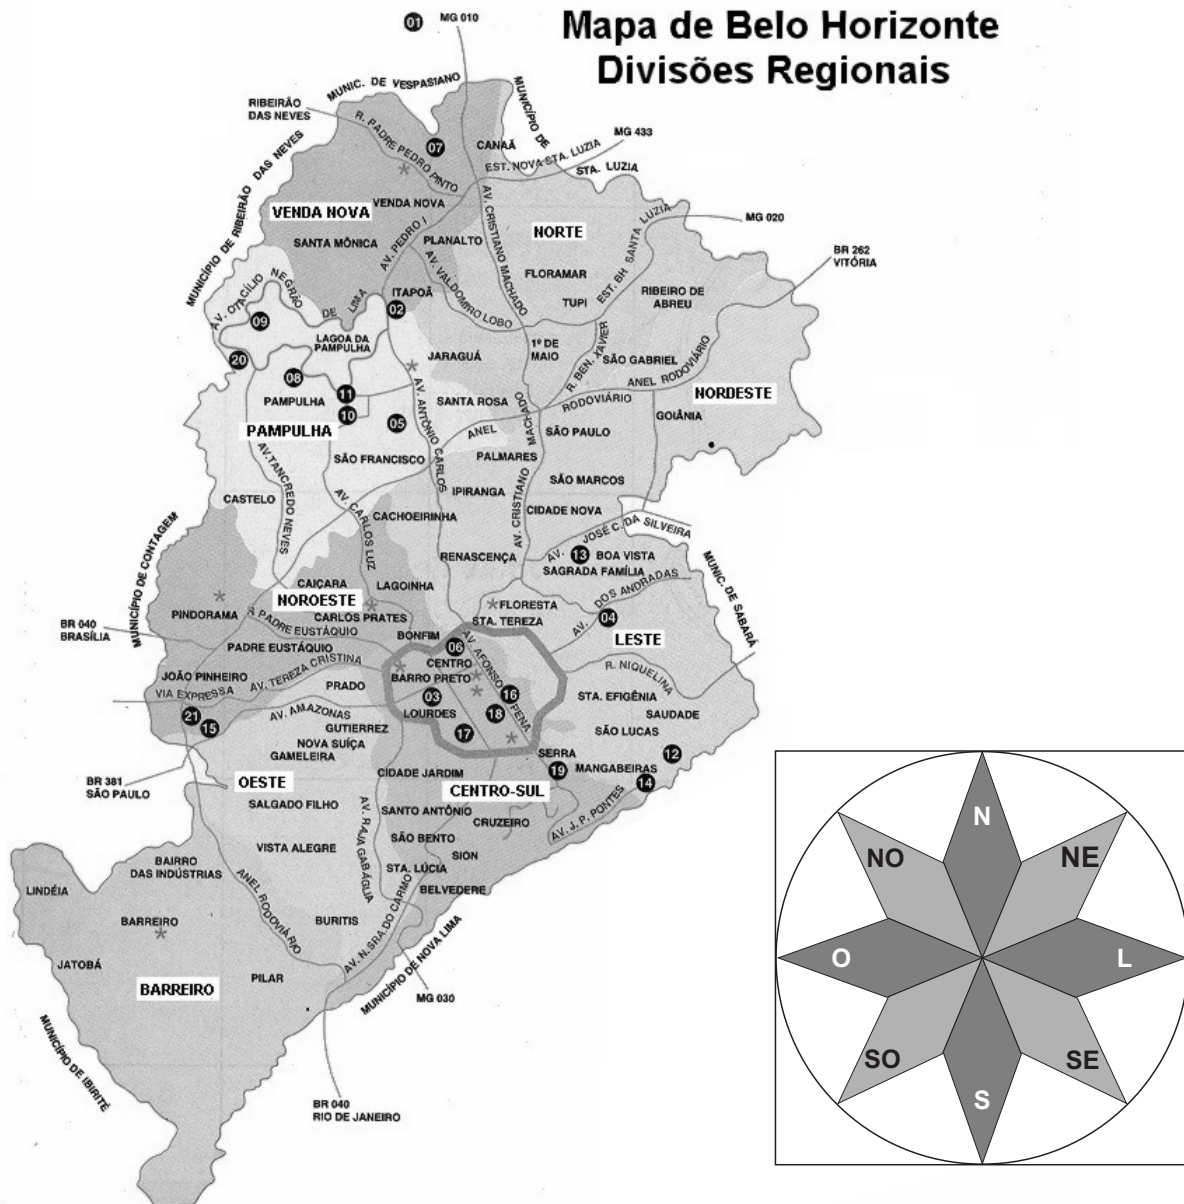 Mapa de Belo Horizonte
Divisões Regionais
01
MG 010
MUNIC. DE VESPASIANO
MUNICÍPIO DE
STA. LUZIA
RIBEIRÃO
DAS NEVES
R. PADRE PEDRO PINTO
07
CANAÃ
MG 433
EST. NOVA STA. LUZIA
MUNICÍPIO DE RIBEIRÃO DAS NEVES
VENDA NOVA
VENDA NOVA
AV. CRISTIANO MACHADO
MG 020
SANTA MÔNICA
AV. PEDRO I
PLANALTO
NORTE
EST. BH SANTA LUZIA
BR 262
VITÓRIA
AV. VALDOMIRO LOBO
FLORAMAR
AV. OTACÍLIO NEGRÃO DE LIMA
ITAPOÃ
TUPI
RIBEIRO DE
ABREU
02
09
LAGOA DA
PAMPULHA
1º DE
MAIO
R. BEN. XAVIER
20
JARAGUÁ
SÃO GABRIEL
ANEL RODOVIÁRIO
08
11
NORDESTE
PAMPULHA
SANTA ROSA
RODOVIÁRIO
10
GOIÂNIA
05
PAMPULHA
ANEL
MACHADO
SÃO PAULO
AV. ANTÔNIO CARLOS
AV. TANCREDO NEVES
SÃO FRANCISCO
PALMARES
SÃO MARCOS
CASTELO
IPIRANGA
AV. CARLOS LUZ
CACHOEIRINHA
AV. CRISTIANO
CIDADE NOVA
MUNICÍPIO DE CONTAGEM
AV. JOSÉ C. DA SILVEIRA
RENASCENÇA
13
BOA VISTA
SAGRADA FAMÍLIA
MUNIC. DE SABARÁ
CAIÇARA
LAGOINHA
NOROESTE
AV. DOS ANDRADAS
FLORESTA
STA. TEREZA
PINDORAMA
CARLOS PRATES
04
R. PADRE EUSTÁQUIO
BR 040
BRASÍLIA
BONFIM
LESTE
PADRE EUSTÁQUIO
06
AV. AFONSO PENA
CENTRO
R. NIQUELINA
JOÃO PINHEIRO
AV. TEREZA CRISTINA
BARRO PRETO
VIA EXPRESSA
PRADO
03
16
STA. EFIGÊNIA
AV. AMAZONAS
LOURDES
18
SAUDADE
21
15
GUTIERREZ
17
SÃO LUCAS
NOVA SUÍÇA
GAMELEIRA
SERRA
12
CIDADE JARDIM
19
MANGABEIRAS
14
BR 381
SÃO PAULO
OESTE
CENTRO-SUL
AV. J. P. PONTES
SALGADO FILHO
AV. RAJA GABÁGLIA
SANTO ANTÔNIO
CRUZEIRO
SÃO BENTO
VISTA ALEGRE
SION
BAIRRO
DAS INDÚSTRIAS
STA. LÚCIA
LINDÉIA
ANEL RODOVIÁRIO
BELVEDERE
AV. N. SRA. DO CARMO
BARREIRO
BURITIS
MUNICÍPIO DE NOVA LIMA
JATOBÁ
PILAR
BARREIRO
MG 030
MUNICÍPIO DE IBIRITÉ
BR 040
RIO DE JANEIRO
N
NO
NE
O
L
SO
SE
S